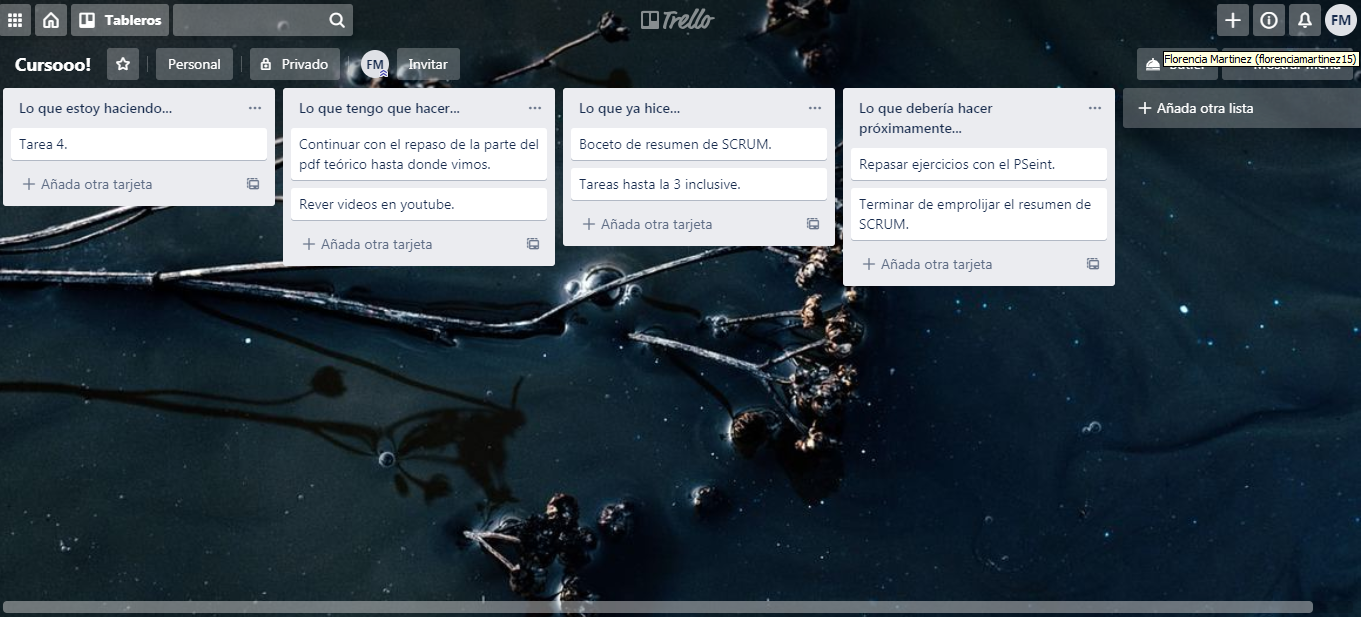 Tableros
Trello
FM
Cursooo!
Personal
Privado
FM
Invitar
Florencia Martinez (florenciamartinez15)
Lo que estoy haciendo...
Tarea 4.
Añada otra tarjeta
Lo que tengo que hacer...
Continuar con el repaso de la parte del
pdf teórico hasta donde vimos.
Rever videos en youtube.
Añada otra tarjeta
Lo que ya hice...
Boceto de resumen de SCRUM.
Tareas hasta la 3 inclusive.
Añada otra tarjeta
Lo que debería hacer
próximamente...
Repasar ejercicios con el PSeint.
Terminar de emprolijar el resumen de
SCRUM.
Añada otra tarjeta
Añada otra lista